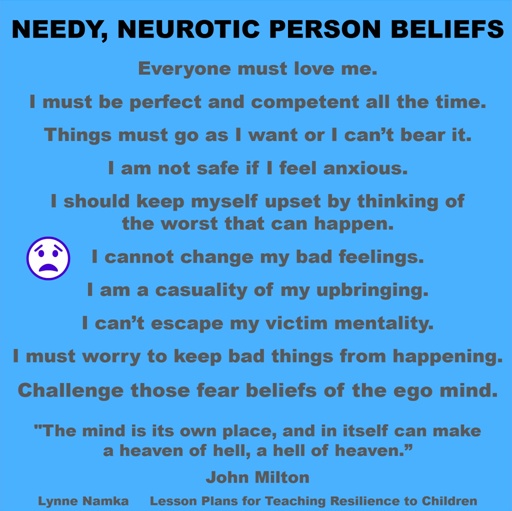 NEEDY, NEUROTIC PERSON BELIEFS
Everyone must love me.
I must be perfect and competent all the time.
Things must go as I want or I can’t bear it.
I am not safe if I feel anxious.
I should keep myself upset by thinking of
the worst that can happen.
I cannot change my bad feelings.
I am a casuality of my upbringing.
I can’t escape my victim mentality.
I must worry to keep bad things from happening.
Challenge those fear beliefs of the ego mind.
"The mind is its own place, and in itself can make
a heaven of hell, a hell of heaven.”
John Milton
Lynne Namka Lesson Plans for Teaching Resilience to Children